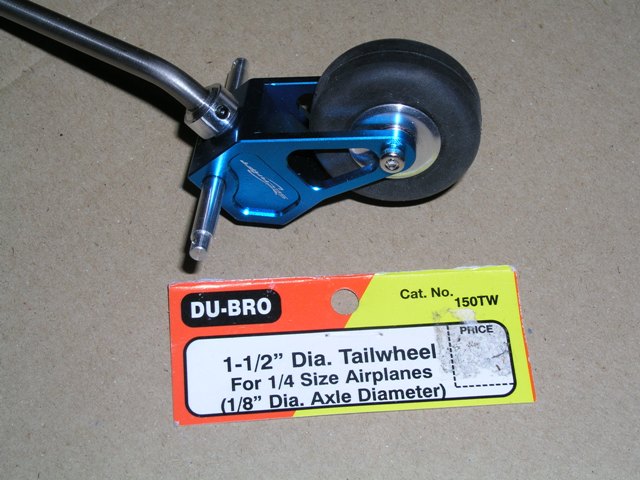 DU-BRO
Cat. No. 150TW
PRICE
1-1/2" Dia. Tailwheel
For 1/4 Size Airplanes
(1/8" Dia. Axle Diameter)